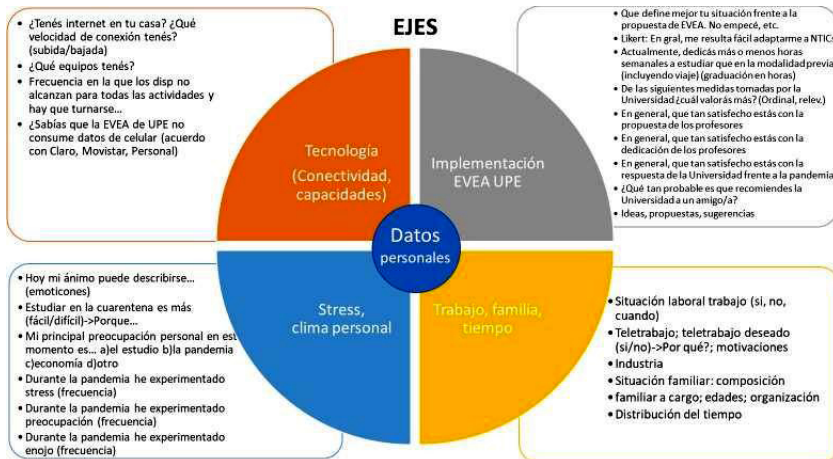 EJES
• ¿Tenés internet en tu casa? ¿Qué
velocidad de conexión tenés?
(subida/bajada)
• ¿Qué equipos tenés?
• Frecuencia en la que los disp no
alcanzan para todas las actividades y
hay que turnarse...
• ¿Sabías que la EVEA de UPE no
consume datos de celular (acuerdo
con Claro, Movistar, Personal)
Tecnología
(Conectividad,
capacidades)
• Que define mejor tu situación frente a la
propuesta de EVEA. No empecé, etc.
• Likert: En gral, me resulta fácil adaptarme a NTICs
• Actualmente, dedicás más o menos horas
semanales a estudiar que en la modalidad previa
(incluyendo viaje) (graduación en horas)
• De las siguientes medidas tomadas por la
Universidad ¿cuál valorás más? (Ordinal, relev.)
• En general, que tan satisfecho estás con la
propuesta de los profesores
• En general, que tan satisfecho estás con la
dedicación de los profesores
• En general, que tan satisfecho estás con la
respuesta de la Universidad frente a la pandemia
• ¿Qué tan probable es que recomiendes la
Universidad a un amigo/a?
• Ideas, propuestas, sugerencias
Implementación
EVEA UPE
Datos
personales
• Hoy mi ánimo puede describirse...
(emoticones)
• Estudiar en la cuarentena es más
(fácil/difícil)->Porque...
• Mi principal preocupación personal en est
momento es... a)el estudio b)la pandemia
c)economía d)otro
• Durante la pandemia he experimentado
stress (frecuencia)
• Durante la pandemia he experimentado
preocupación (frecuencia)
• Durante la pandemia he experimentado
enojo (frecuencia)
Stress,
clima personal
Trabajo, familia,
tiempo
• Situación laboral trabajo (si, no,
cuando)
• Teletrabajo; teletrabajo deseado
(si/no)->Por qué?; motivaciones
• Industria
• Situación familiar: composición
• familiar a cargo; edades; organización
• Distribución del tiempo